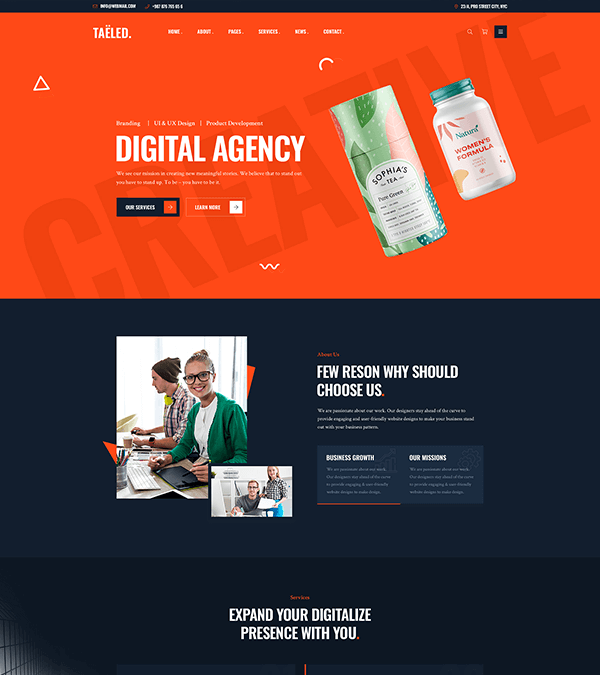 INFO@WEBMAIL.COM
+987 876 765 65 6
23-H, PRO STREET CITY, NYC
TAËLED.
HOME .
ABOUT .
PAGES .
SERVICES .
NEWS .
CONTACT .
CREATIVE
Branding | UI & UX Design | Product Development
DIGITAL AGENCY
We see our mission in creating new meaningful stories. We believe that to stand out
you have to stand up. To be – you have to be it.
OUR SERVICES
LEARN MORE
SOPHIA'S
TEA
Pure Green
Nature
WOMEN'S
FORMULA
About Us
FEW RESON WHY SHOULD
CHOOSE US.
We are passionate about our work. Our designers stay ahead of the curve to
provide engaging and user-friendly website designs to make your business stand
out with your business pattern.
BUSINESS GROWTH
We are passionate about our work.
Our designers stay ahead of the curve
to provide engaging & user-friendly
website designs to make design.
OUR MISSIONS
We are passionate about our work.
Our designers stay ahead of the curve
to provide engaging & user-friendly
website designs to make design.
Services
EXPAND YOUR DIGITALIZE
PRESENCE WITH YOU.